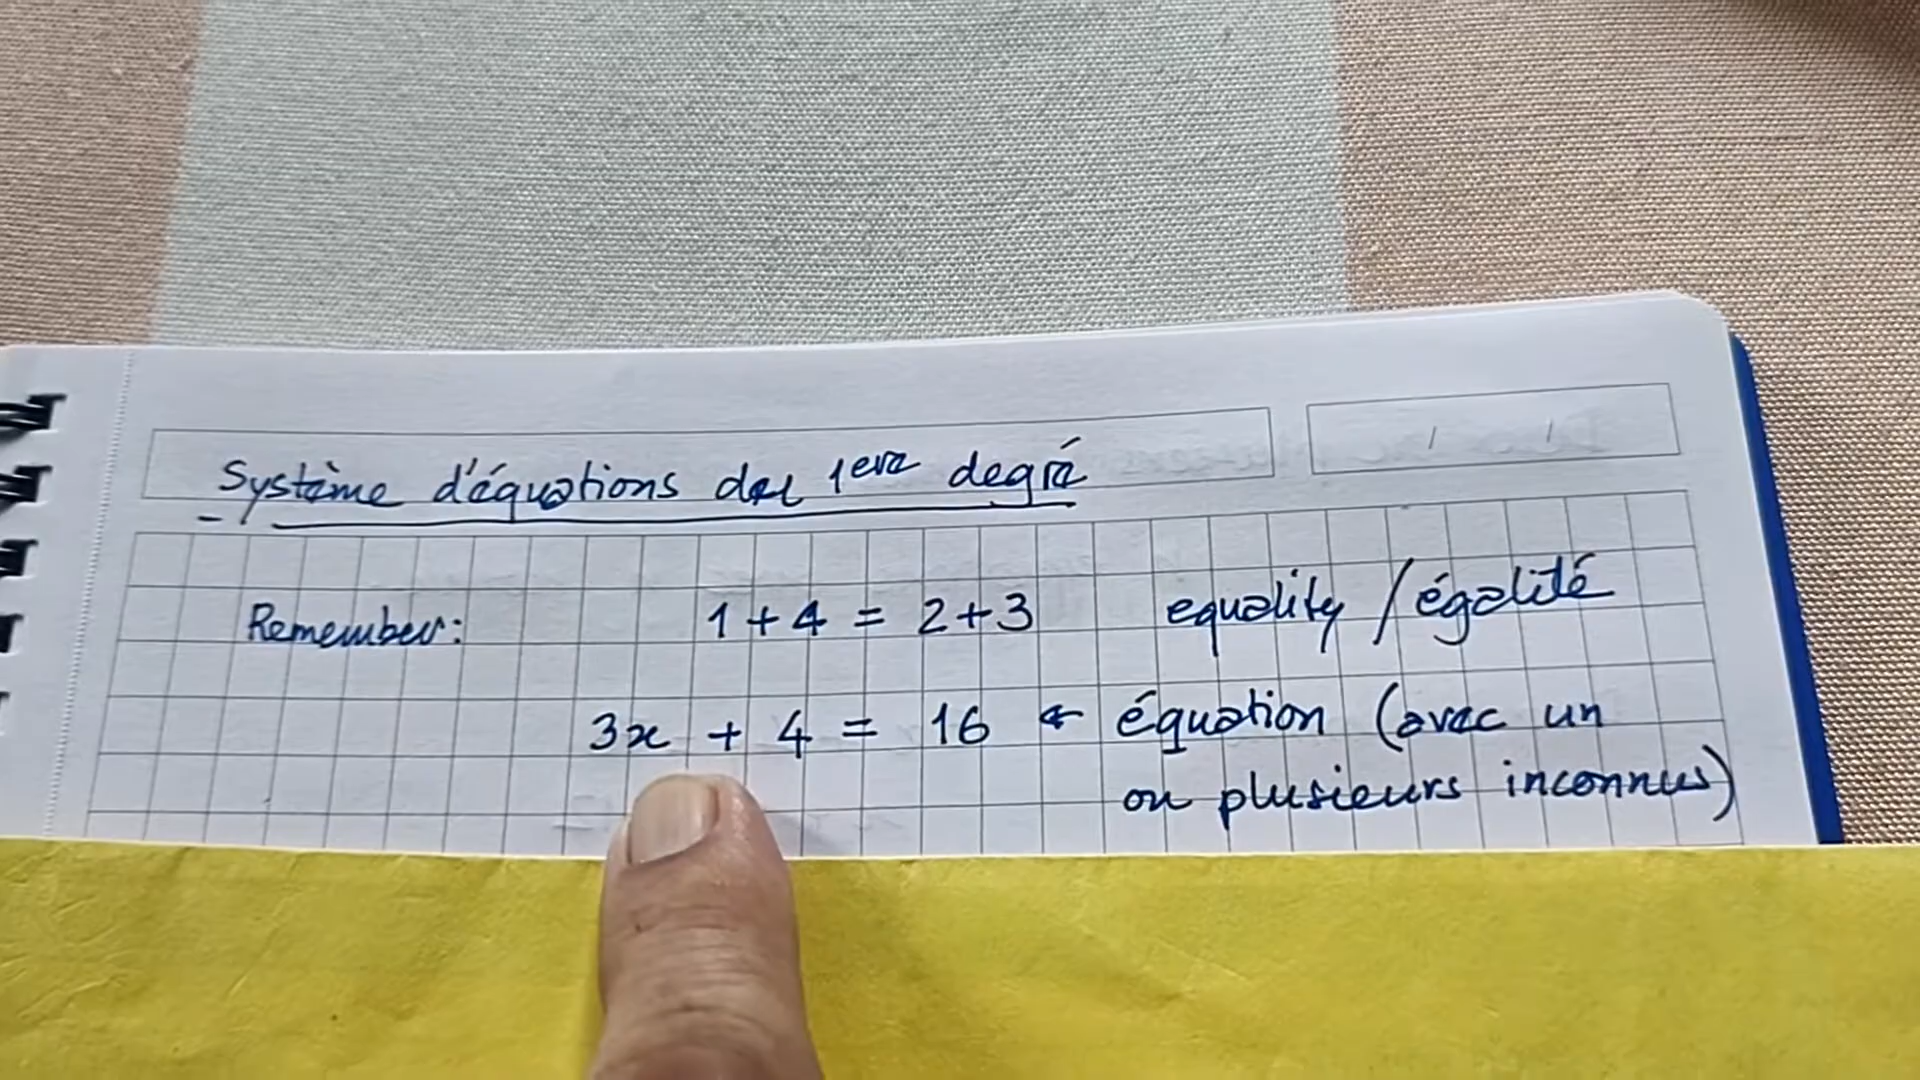 Système d'équations du 1ere degré
Remember: 1 + 4 = 2 + 3 equality / égalité
3x + 4 = 16 ← équation (avec un
ou plusieurs inconnus)